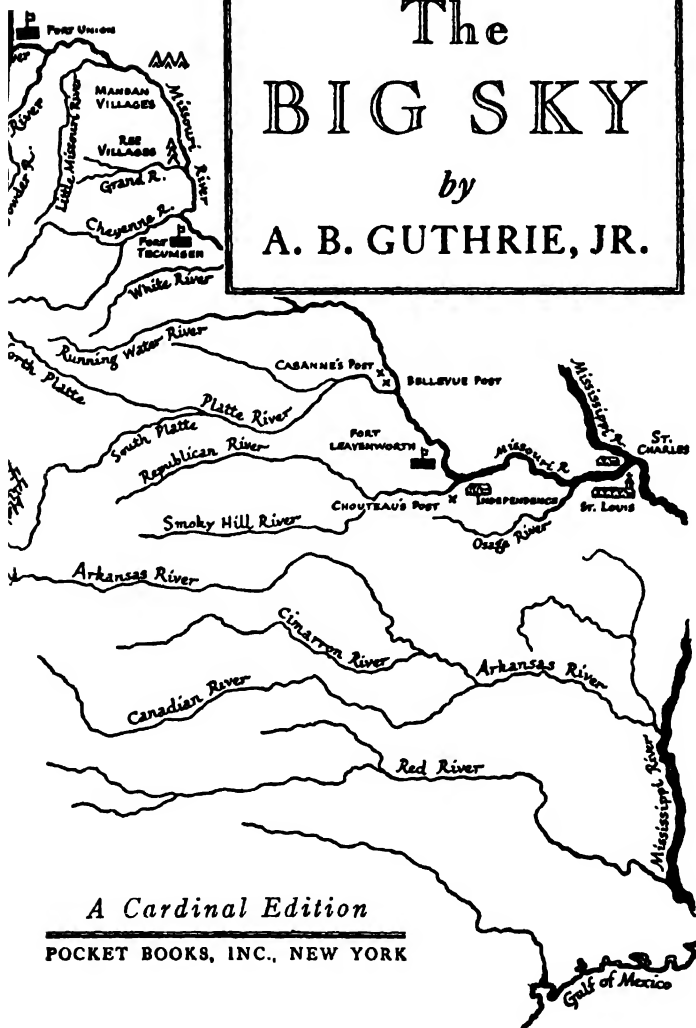 The
BIG SKY
by
A. B. GUTHRIE, JR.
FORT UNION
River
MANDAN
VILLAGES
Little Missouri River
Missouri River
REE
VILLAGES
Grand R.
Cheyenne R.
FORT
TECUMSEH
White River
Running Water River
CABANNE'S POST
BELLEVUE POST
Platte River
South Platte
Republican River
FORT
LEAVENWORTH
Missouri R.
Mississippi R.
ST.
CHARLES
CHOUTEAU'S POST
INDEPENDENCE
ST. LOUIS
Smoky Hill River
Osage River
Arkansas River
Cimarron River
Arkansas River
Canadian River
Red River
Mississippi River
Gulf of Mexico
A Cardinal Edition
POCKET BOOKS, INC., NEW YORK